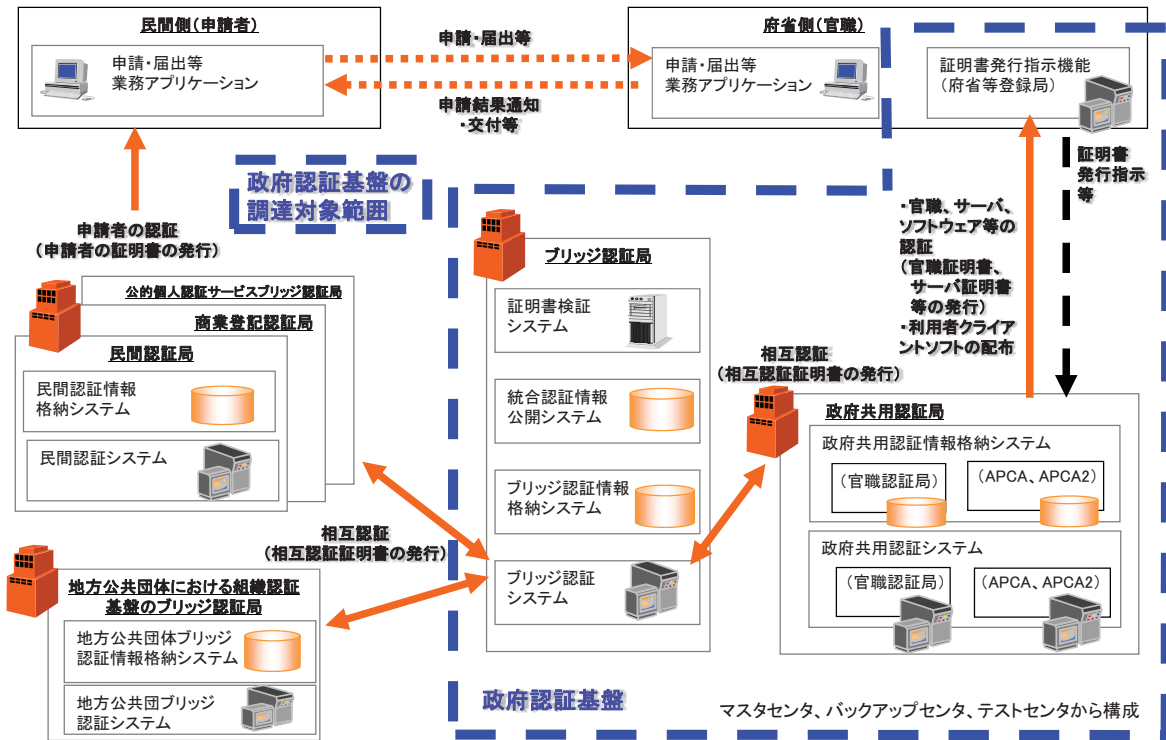 民間側(申請者)
申請・届出等
業務アプリケーション
申請・届出等
申請結果通知
・交付等
府省側(官職)
申請・届出等
業務アプリケーション
証明書発行指示機能
(府省等登録局)
証明書
発行指示
等
政府認証基盤の
調達対象範囲
申請者の認証
(申請者の証明書の発行)
・官職、サーバ、
ソフトウェア等の
認証
(官職証明書、
サーバ証明書
等の発行)
・利用者クライア
ントソフトの配布
公的個人認証サービスブリッジ認証局
商業登記認証局
民間認証局
民間認証情報
格納システム
民間認証システム
ブリッジ認証局
証明書検証
システム
統合認証情報
公開システム
ブリッジ認証情報
格納システム
ブリッジ認証
システム
相互認証
(相互認証証明書の発行)
政府共用認証局
政府共用認証情報格納システム
(官職認証局)
(APCA、APCA2)
政府共用認証システム
(官職認証局)
(APCA、APCA2)
相互認証
(相互認証証明書の発行)
地方公共団体における組織認証
基盤のブリッジ認証局
地方公共団体ブリッジ
認証情報格納システム
地方公共団ブリッジ
認証システム
政府認証基盤
マスタセンタ、バックアップセンタ、テストセンタから構成